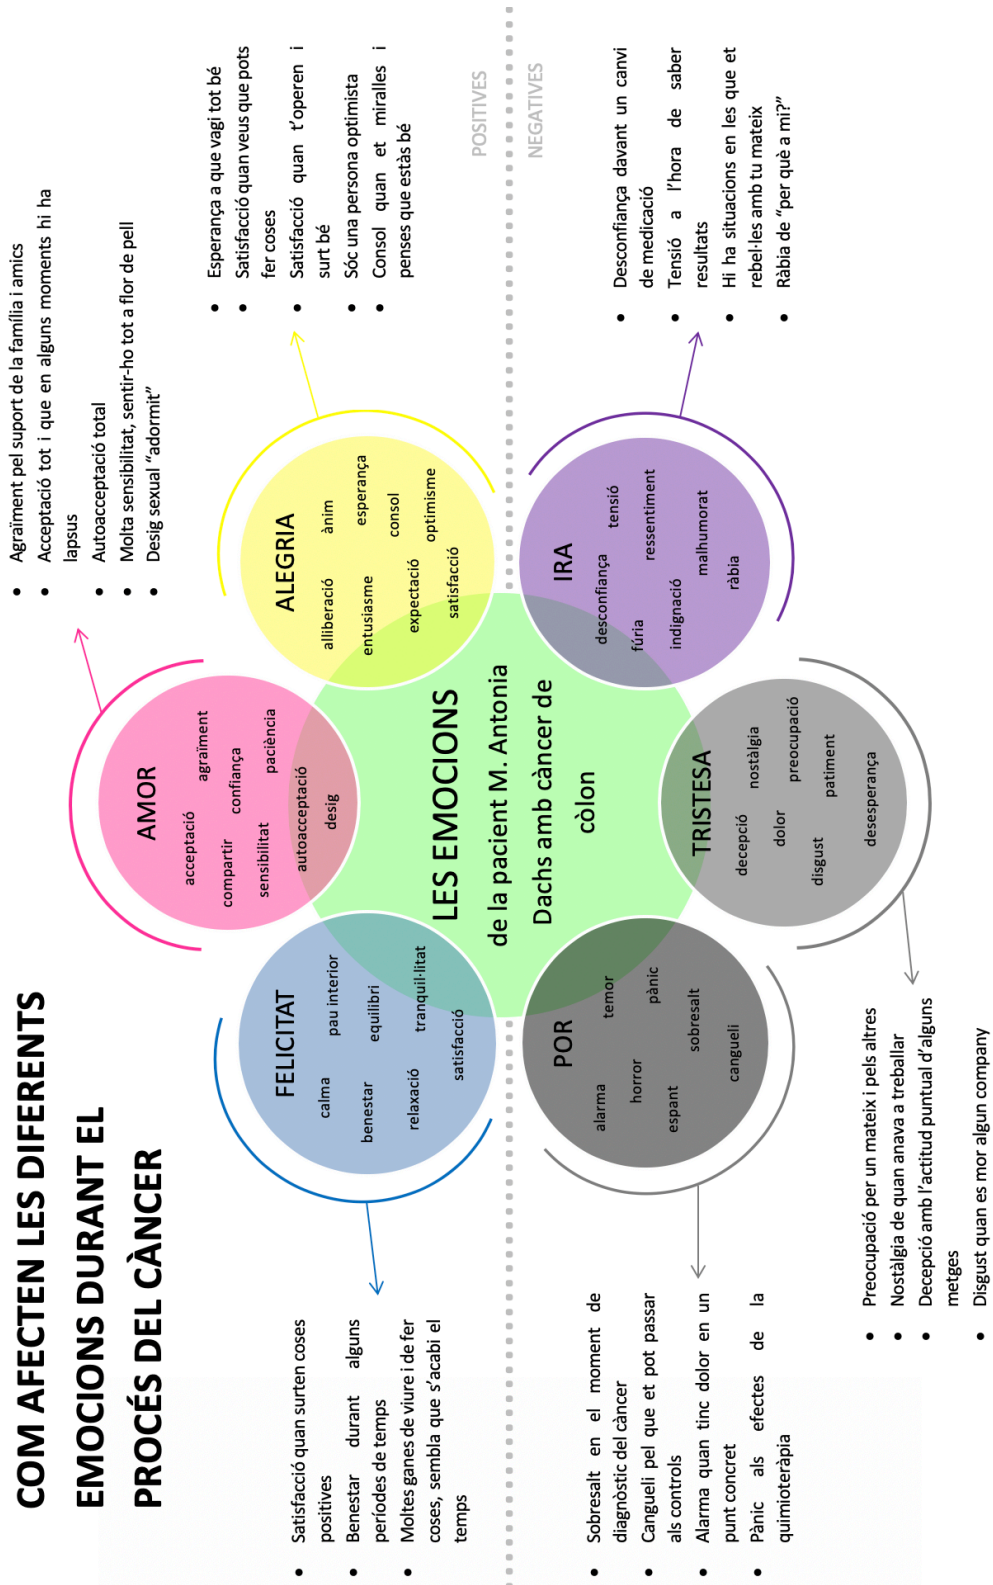 COM AFECTEN LES DIFERENTS
EMOCIONS DURANT EL
PROCÉS DEL CÀNCER
• Agraïment pel suport de la família i amics
• Acceptació tot i que en alguns moments hi ha
lapsus
• Autoacceptació total
• Molta sensibilitat, sentir-ho tot a flor de pell
• Desig sexual “adormit”
• Satisfacció quan surten coses
positives
• Benestar durant alguns
períodes de temps
• Moltes ganes de viure i de fer
coses, sembla que s’acabi el
temps
FELICITAT
calma
pau interior
benestar
equilibri
relaxació
tranquil·litat
satisfacció
AMOR
acceptació
agraïment
compartir
confiança
sensibilitat
paciència
autoacceptació
desig
ALEGRIA
alliberació
ànim
entusiasme
esperança
consol
expectació
optimisme
satisfacció
• Esperança a que vagi tot bé
• Satisfacció quan veus que pots
fer coses
• Satisfacció quan t’operen i
surt bé
• Sóc una persona optimista
• Consol quan et miralles i
penses que estàs bé
LES EMOCIONS
de la pacient M. Antonia
Dachs amb càncer de
còlon
POSITIVES
NEGATIVES
• Sobresalt en el moment de
diagnòstic del càncer
• Cangueli pel que et pot passar
als controls
• Alarma quan tinc dolor en un
punt concret
• Pànic als efectes de la
quimioteràpia
POR
alarma
temor
horror
pànic
espant
sobresalt
cangueli
TRISTESA
decepció
nostàlgia
dolor
preocupació
disgust
patiment
desesperança
IRA
desconfiança
tensió
fúria
ressentiment
indignació
malhumorat
ràbia
• Desconfiança davant un canvi
de medicació
• Tensió a l’hora de saber
resultats
• Hi ha situacions en les que et
rebel·les amb tu mateix
• Ràbia de “per què a mi?”
• Preocupació per un mateix i pels altres
• Nostàlgia de quan anava a treballar
• Decepció amb l’actitud puntual d’alguns
metges
• Disgust quan es mor algun company